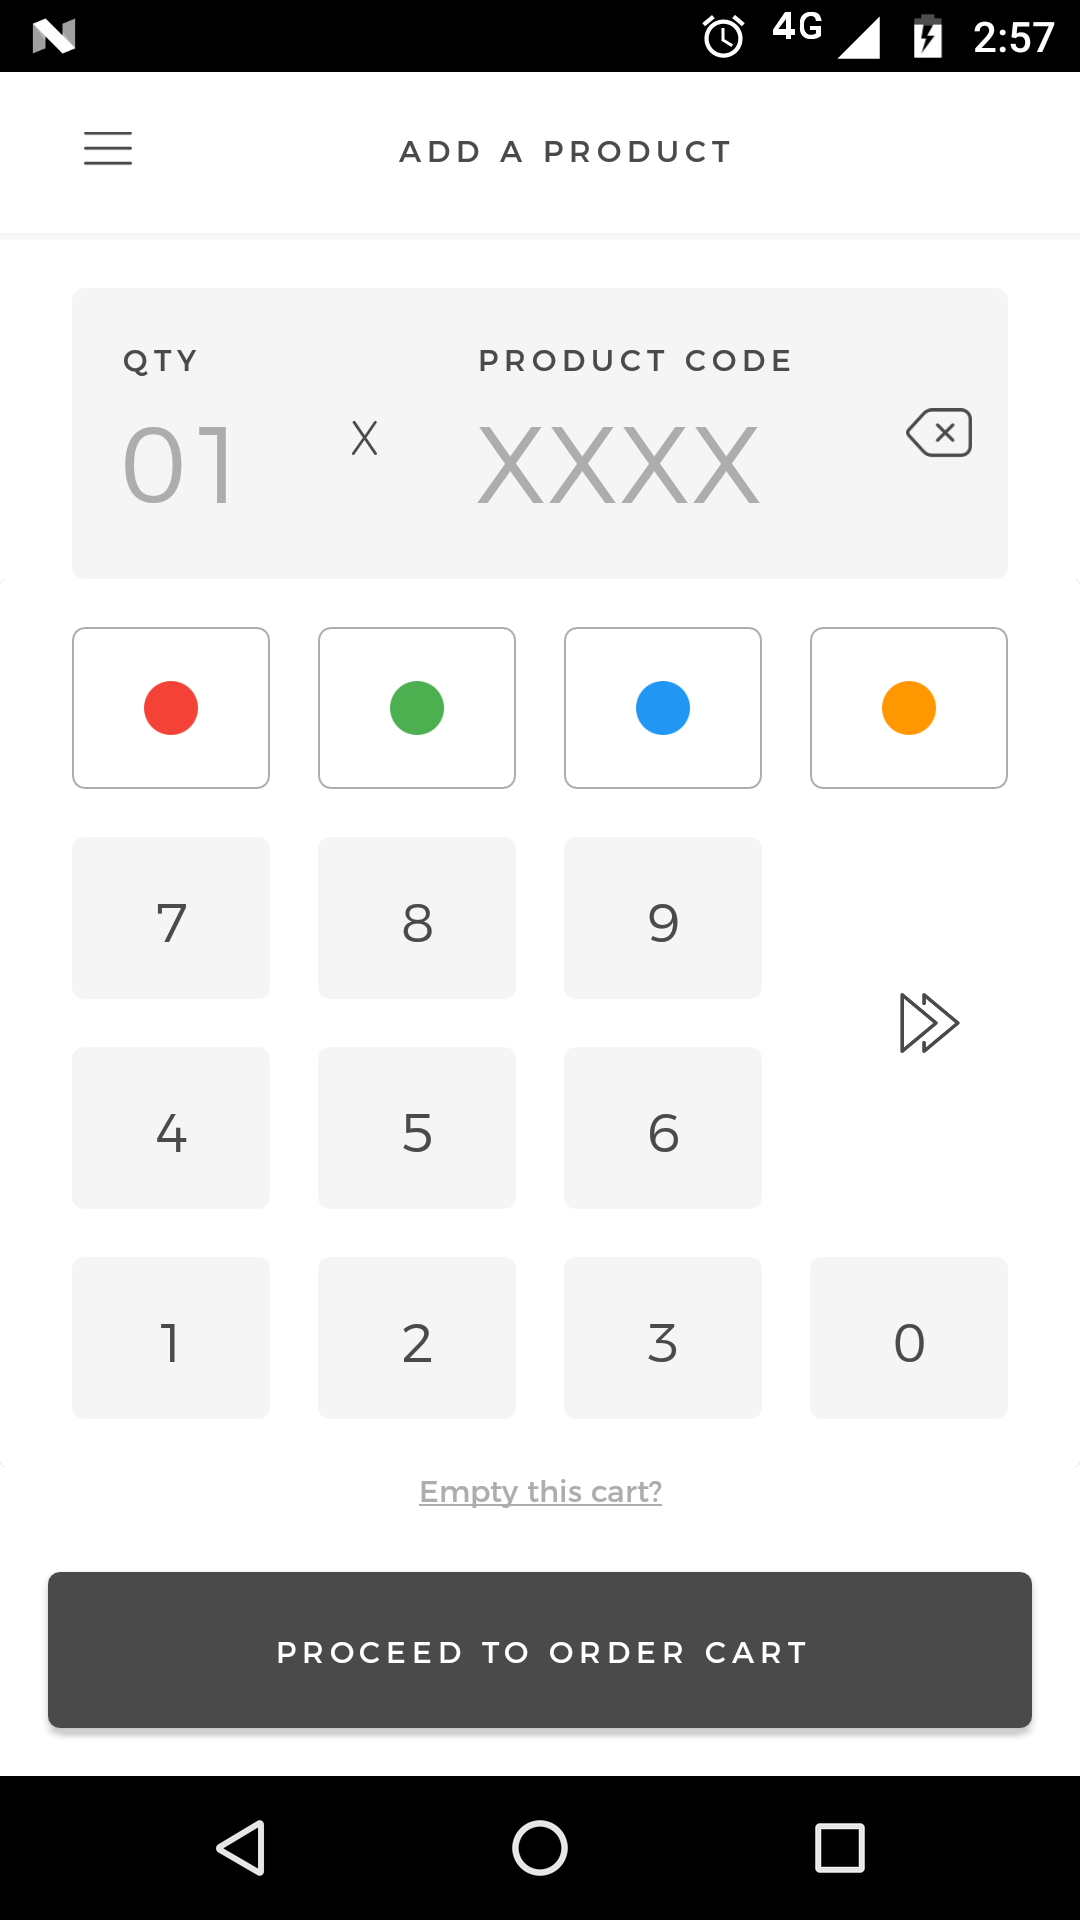 4G 2:57
ADD A PRODUCT
QTY PRODUCT CODE
01 X XXXX
7 8 9
4 5 6
1 2 3 0
Empty this cart?
PROCEED TO ORDER CART